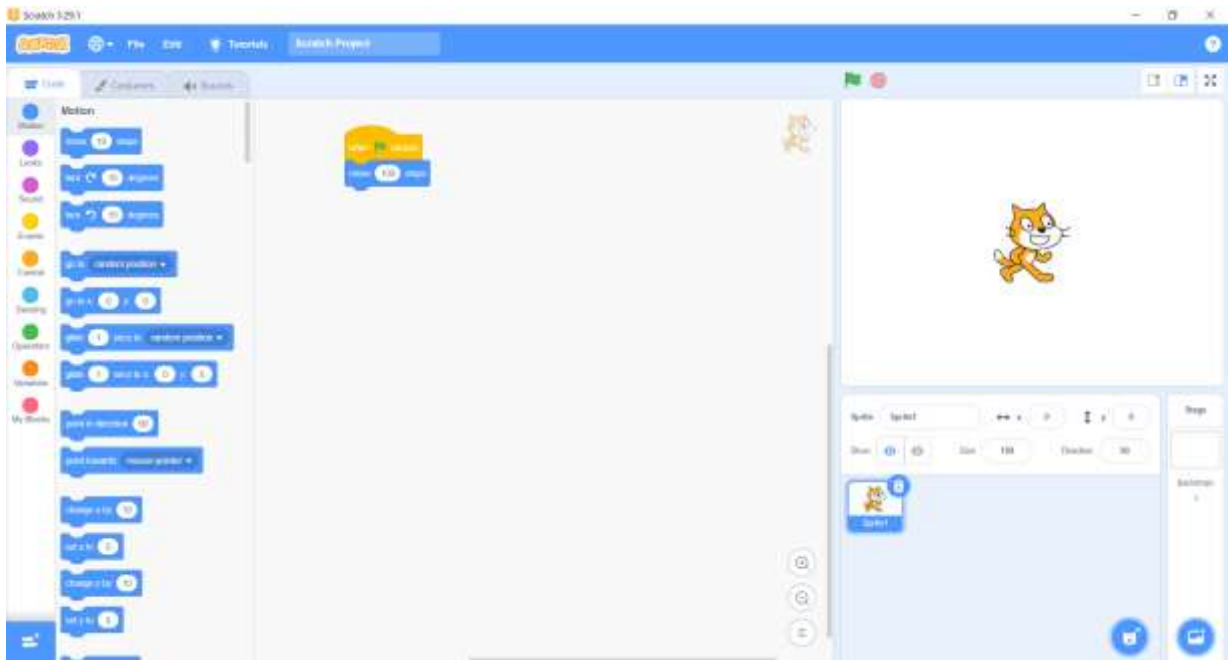 Scratch 3.29.1
SCRATCH File Edit Tutorials Scratch Project
Code Costumes Sounds
Motion
Motion
Looks
Sound
Events
Control
Sensing
Operators
Variables
My Blocks
move 10 steps
turn 15 degrees
turn 15 degrees
go to random position
go to x: 0 y: 0
glide 1 secs to random position
glide 1 secs to x: 0 y: 0
point in direction 90
point towards mouse-pointer
change x by 10
set x to 0
change y by 10
set y to 0
when clicked
move 100 steps
Sprite Sprite1 x 0 y 0
Show Size 100 Direction 90
Sprite1
Stage
Backdrops
1